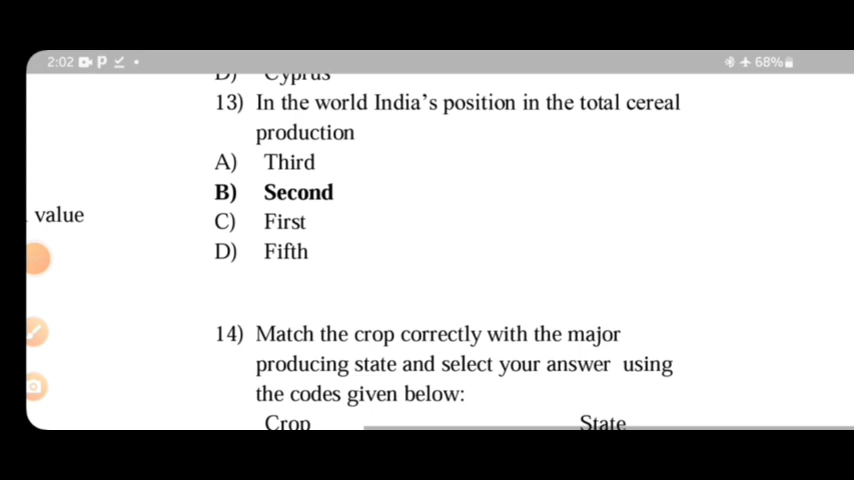 2:02 P
68%
D) Cyprus
13) In the world India's position in the total cereal
production
A) Third
B) Second
value
C) First
D) Fifth
14) Match the crop correctly with the major
producing state and select your answer using
the codes given below:
Crop State